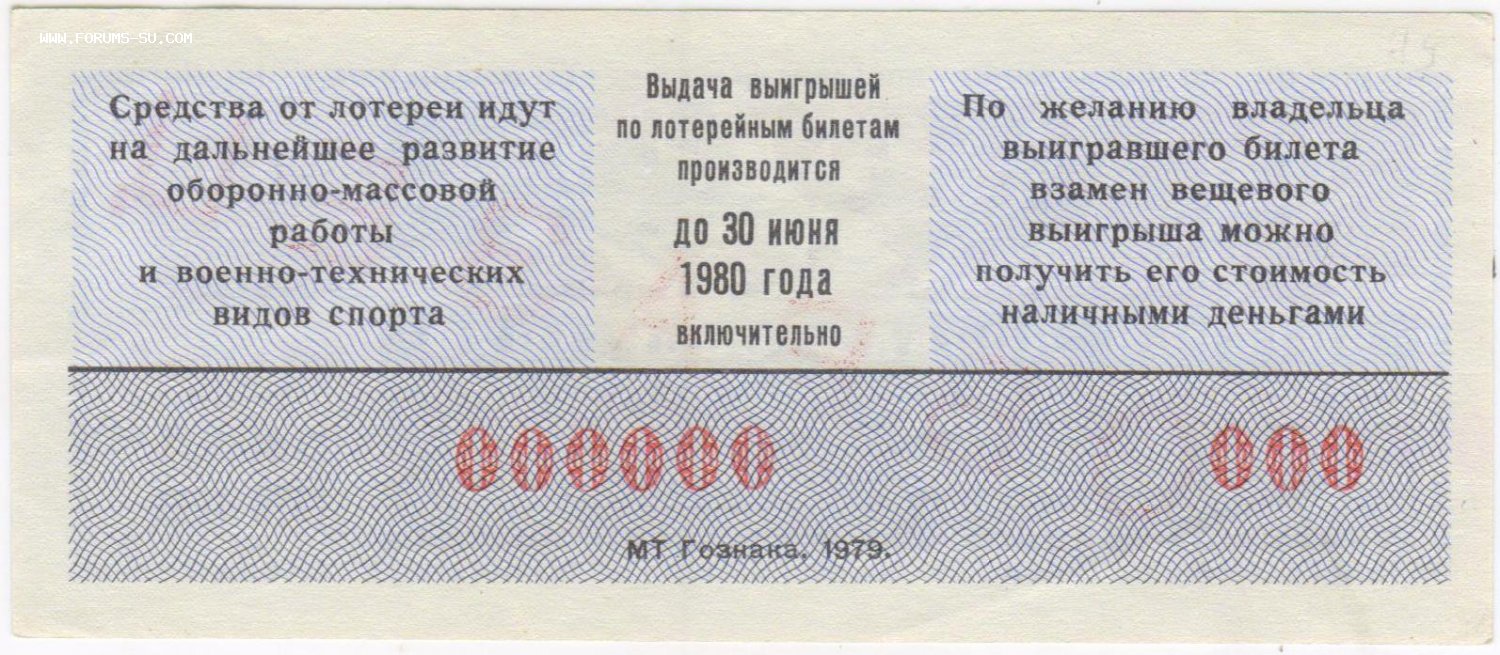 WWW.FORUMS-SU.COM
Средства от лотереи идут
на дальнейшее развитие
оборонно-массовой
работы
и военно-технических
видов спорта
Выдача выигрышей
по лотерейным билетам
производится
до 30 июня
1980 года
включительно
По желанию владельца
выигравшего билета
взамен вещевого
выигрыша можно
получить его стоимость
наличными деньгами
000000 000
МТ Гознака. 1979.